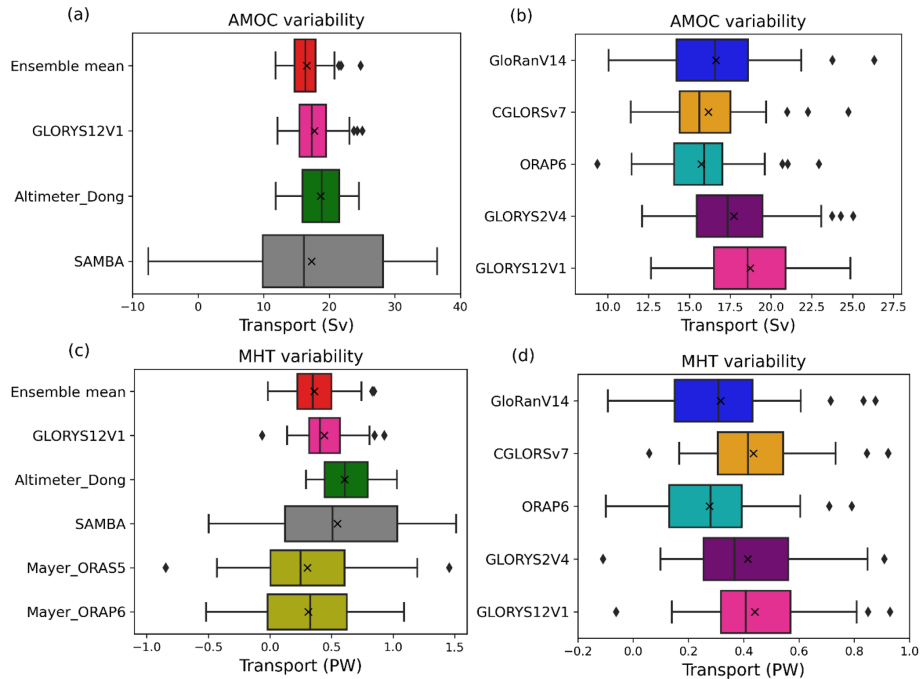 (a)
AMOC variability
Ensemble mean
GLORYS12V1
Altimeter_Dong
SAMBA
−10 0 10 20 30 40
Transport (Sv)
(b)
AMOC variability
GloRanV14
CGLORSv7
ORAP6
GLORYS2V4
GLORYS12V1
10.0 12.5 15.0 17.5 20.0 22.5 25.0 27.5
Transport (Sv)
(c)
MHT variability
Ensemble mean
GLORYS12V1
Altimeter_Dong
SAMBA
Mayer_ORAS5
Mayer_ORAP6
−1.0 −0.5 0.0 0.5 1.0 1.5
Transport (PW)
(d)
MHT variability
GloRanV14
CGLORSv7
ORAP6
GLORYS2V4
GLORYS12V1
−0.2 0.0 0.2 0.4 0.6 0.8 1.0
Transport (PW)